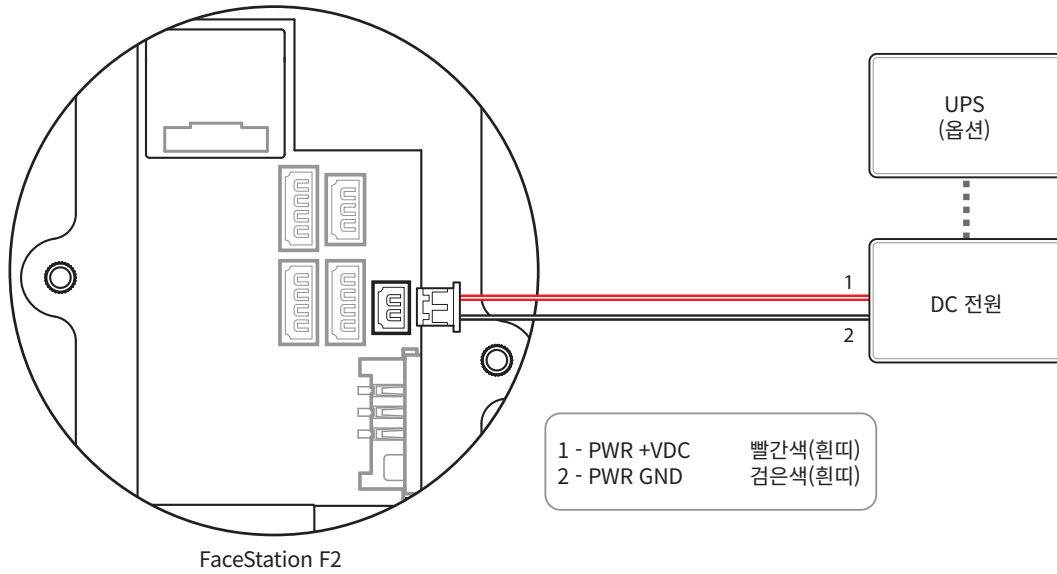 UPS
(옵션)
1
DC 전원
2
1 - PWR +VDC 빨간색(흰띠)
2 - PWR GND 검은색(흰띠)
FaceStation F2